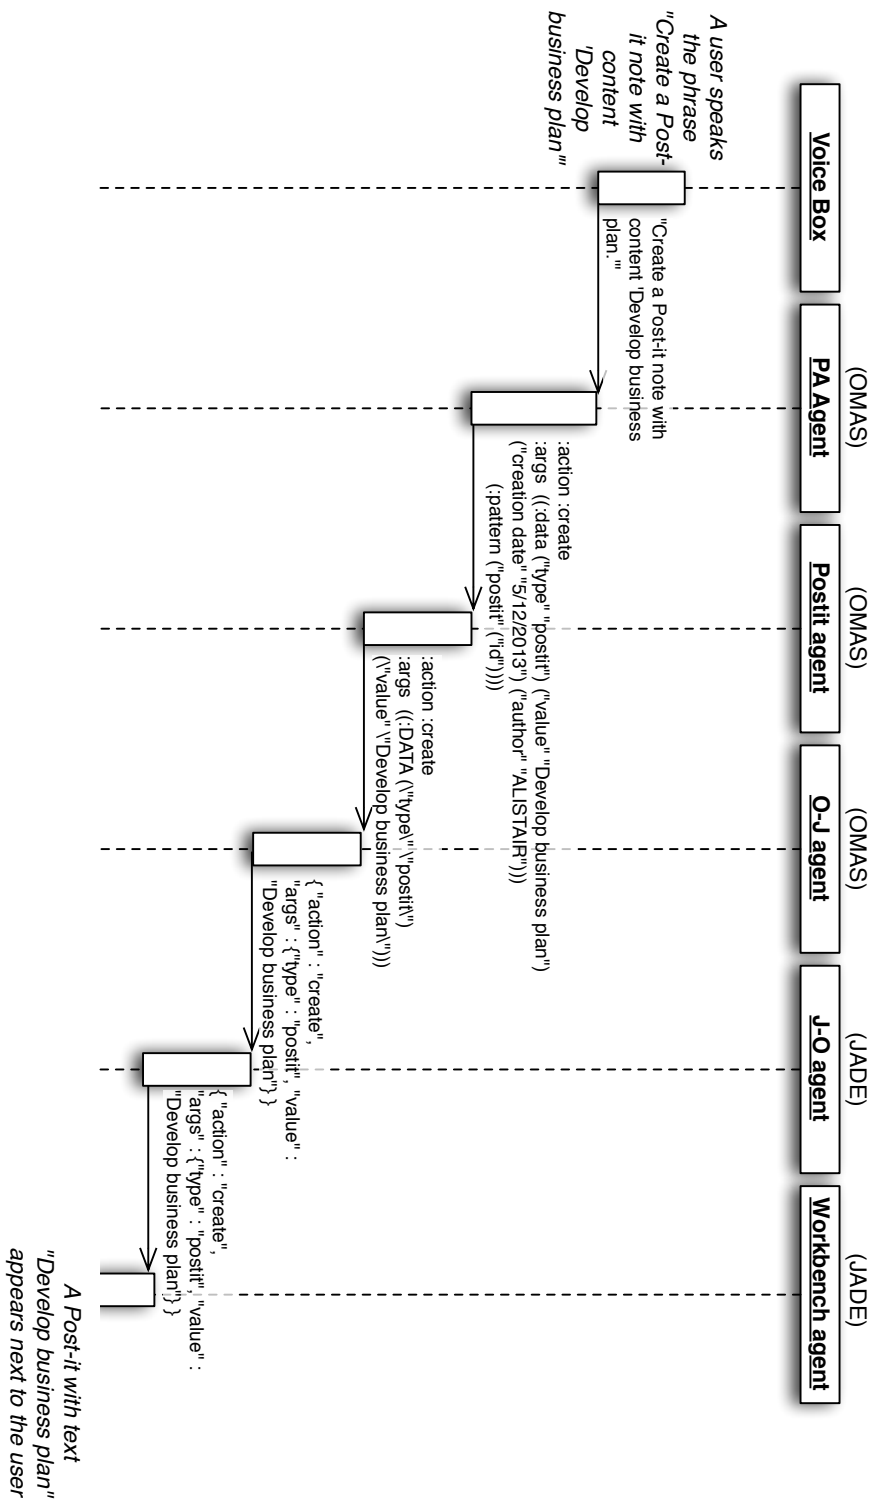 (OMAS)
(OMAS)
(OMAS)
(JADE)
(JADE)
Voice Box
PA Agent
Postit agent
O-J agent
J-O agent
Workbench agent
A user speaks
the phrase
"Create a Post-
it note with
content
'Develop
business plan'"
"Create a Post-it note with
content 'Develop business
plan.'"
:action :create
:args ((:data ("type" "postit") ("value" "Develop business plan")
("creation date" "5/12/2013") ("author" "ALISTAIR")))
(:pattern ("postit" ("id"))))
:action :create
:args ((:DATA (\"type\" \"postit\")
(\"value\" \"Develop business plan\")))
{ "action" : "create",
"args" : {"type" : "postit", "value" :
"Develop business plan"} }
{ "action" : "create",
"args" : {"type" : "postit", "value" :
"Develop business plan"} }
A Post-it with text
"Develop business plan"
appears next to the user